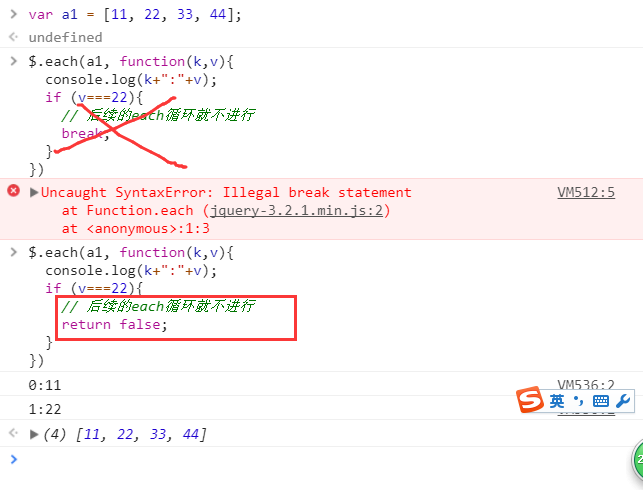 var a1 = [11, 22, 33, 44];
undefined
$.each(a1, function(k,v){
console.log(k+":"+v);
if (v===22){
// 后续的each循环就不进行
break;
}
})
Uncaught SyntaxError: Illegal break statement VM512:5
at Function.each (jquery-3.2.1.min.js:2)
at <anonymous>:1:3
$.each(a1, function(k,v){
console.log(k+":"+v);
if (v===22){
// 后续的each循环就不进行
return false;
}
})
0:11 VM536:2
1:22
英
(4) [11, 22, 33, 44]